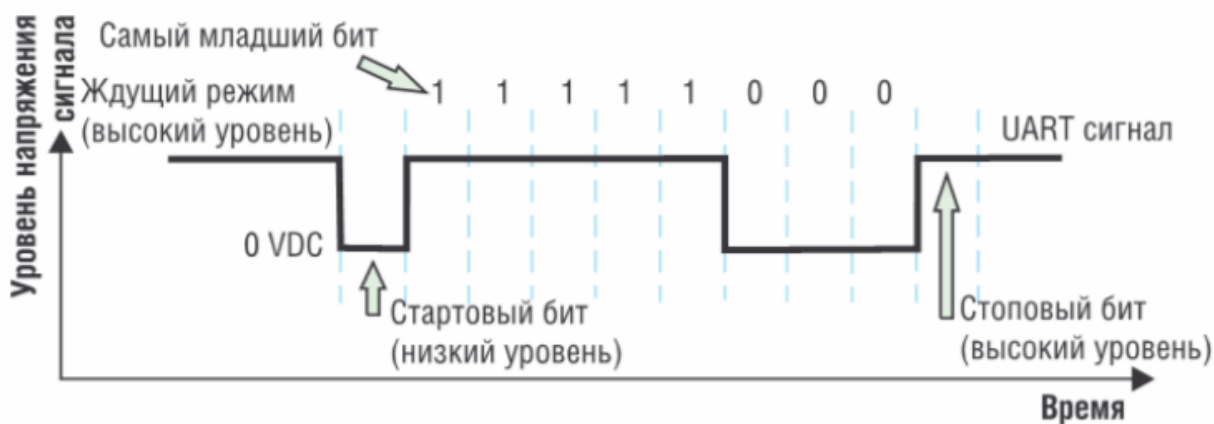 Уровень напряжения
сигнала
Самый младший бит
Ждущий режим
(высокий уровень)
1 1 1 1 1 0 0 0
UART сигнал
0 VDC
Стартовый бит
(низкий уровень)
Стоповый бит
(высокий уровень)
Время